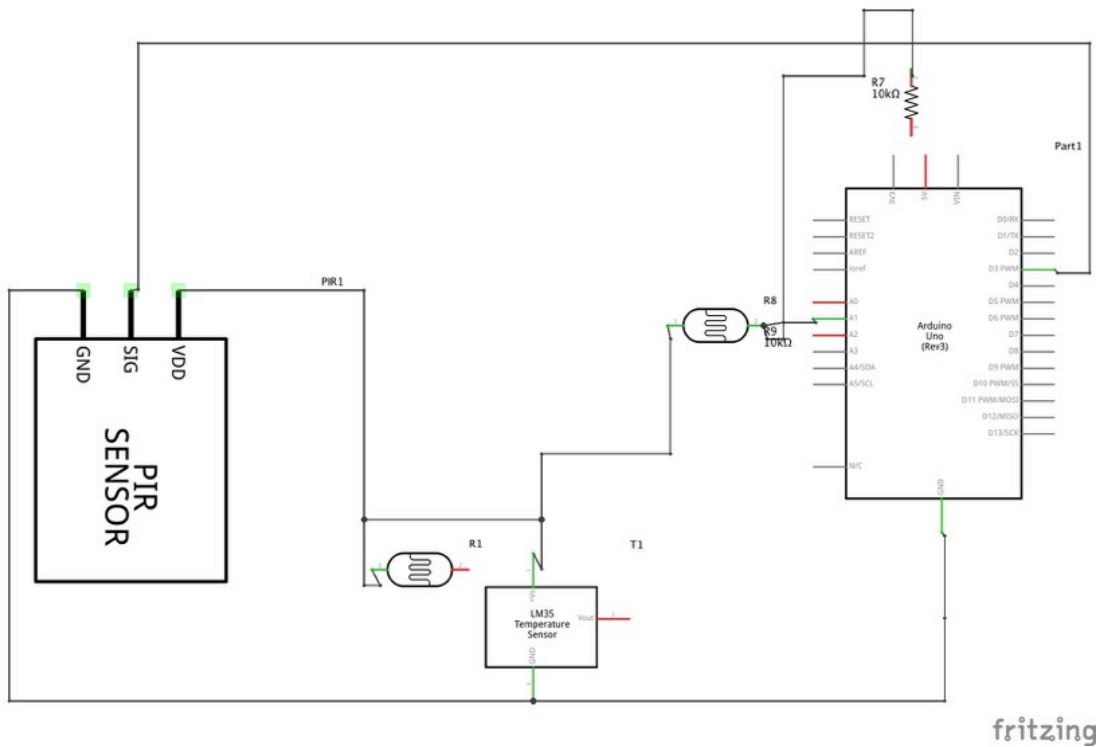 R7
10kΩ
Part1
3V3
5V
VIN
RESET
RESET2
AREF
ioref
A0
A1
A2
A3
A4/SDA
A5/SCL
N/C
D0/RX
D1/TX
D2
D3 PWM
D4
D5 PWM
D6 PWM
D7
D8
D9 PWM
D10 PWM/SS
D11 PWM/MOSI
D12/MISO
D13/SCK
Arduino
Uno
(Rev3)
GND
PIR1
GND
SIG
VDD
PIR
SENSOR
R8
R9
10kΩ
R1
T1
+Vs
LM35
Temperature
Sensor
Vout
GND
fritzing